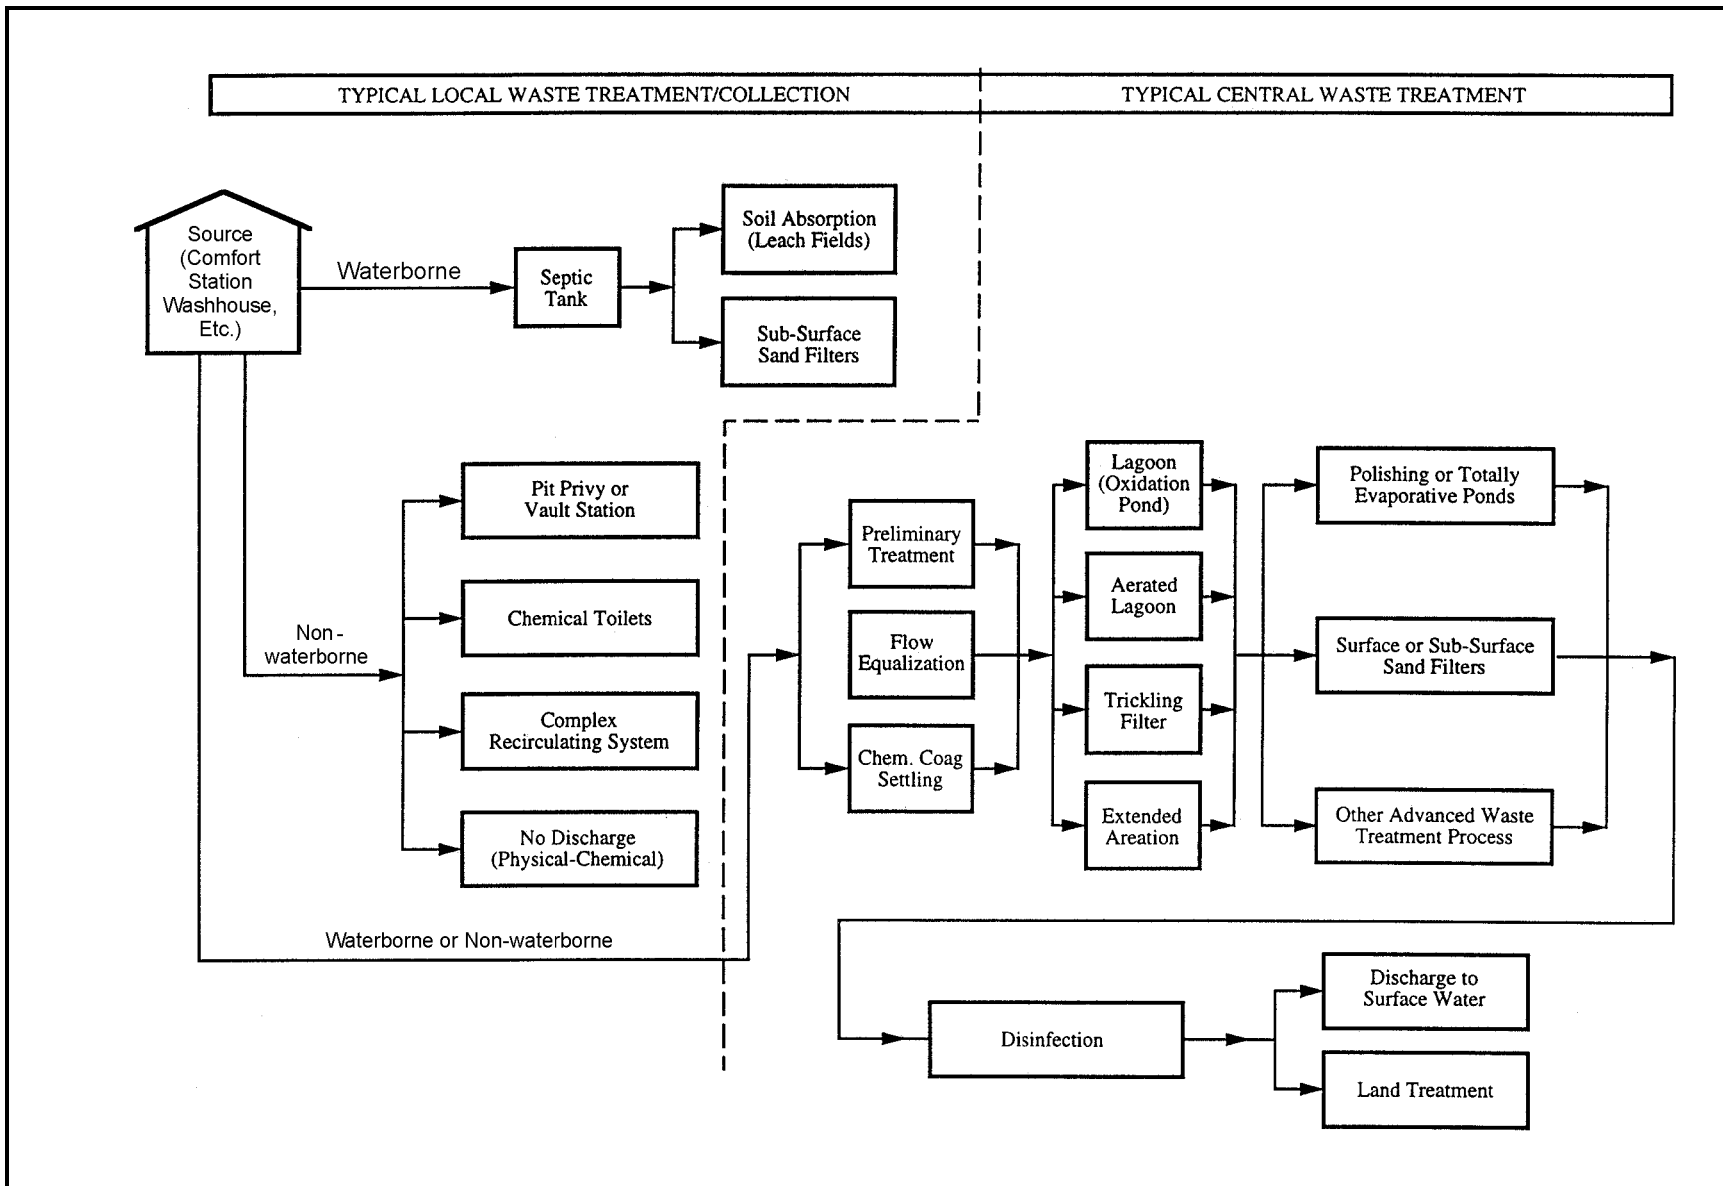 TYPICAL LOCAL WASTE TREATMENT/COLLECTION
TYPICAL CENTRAL WASTE TREATMENT
Source
(Comfort
Station
Washhouse,
Etc.)
Waterborne
Septic
Tank
Soil Absorption
(Leach Fields)
Sub-Surface
Sand Filters
Non-
waterborne
Pit Privy or
Vault Station
Chemical Toilets
Complex
Recirculating System
No Discharge
(Physical-Chemical)
Waterborne or Non-waterborne
Preliminary
Treatment
Flow
Equalization
Chem. Coag
Settling
Lagoon
(Oxidation
Pond)
Aerated
Lagoon
Trickling
Filter
Extended
Areation
Polishing or Totally
Evaporative Ponds
Surface or Sub-Surface
Sand Filters
Other Advanced Waste
Treatment Process
Disinfection
Discharge to
Surface Water
Land Treatment